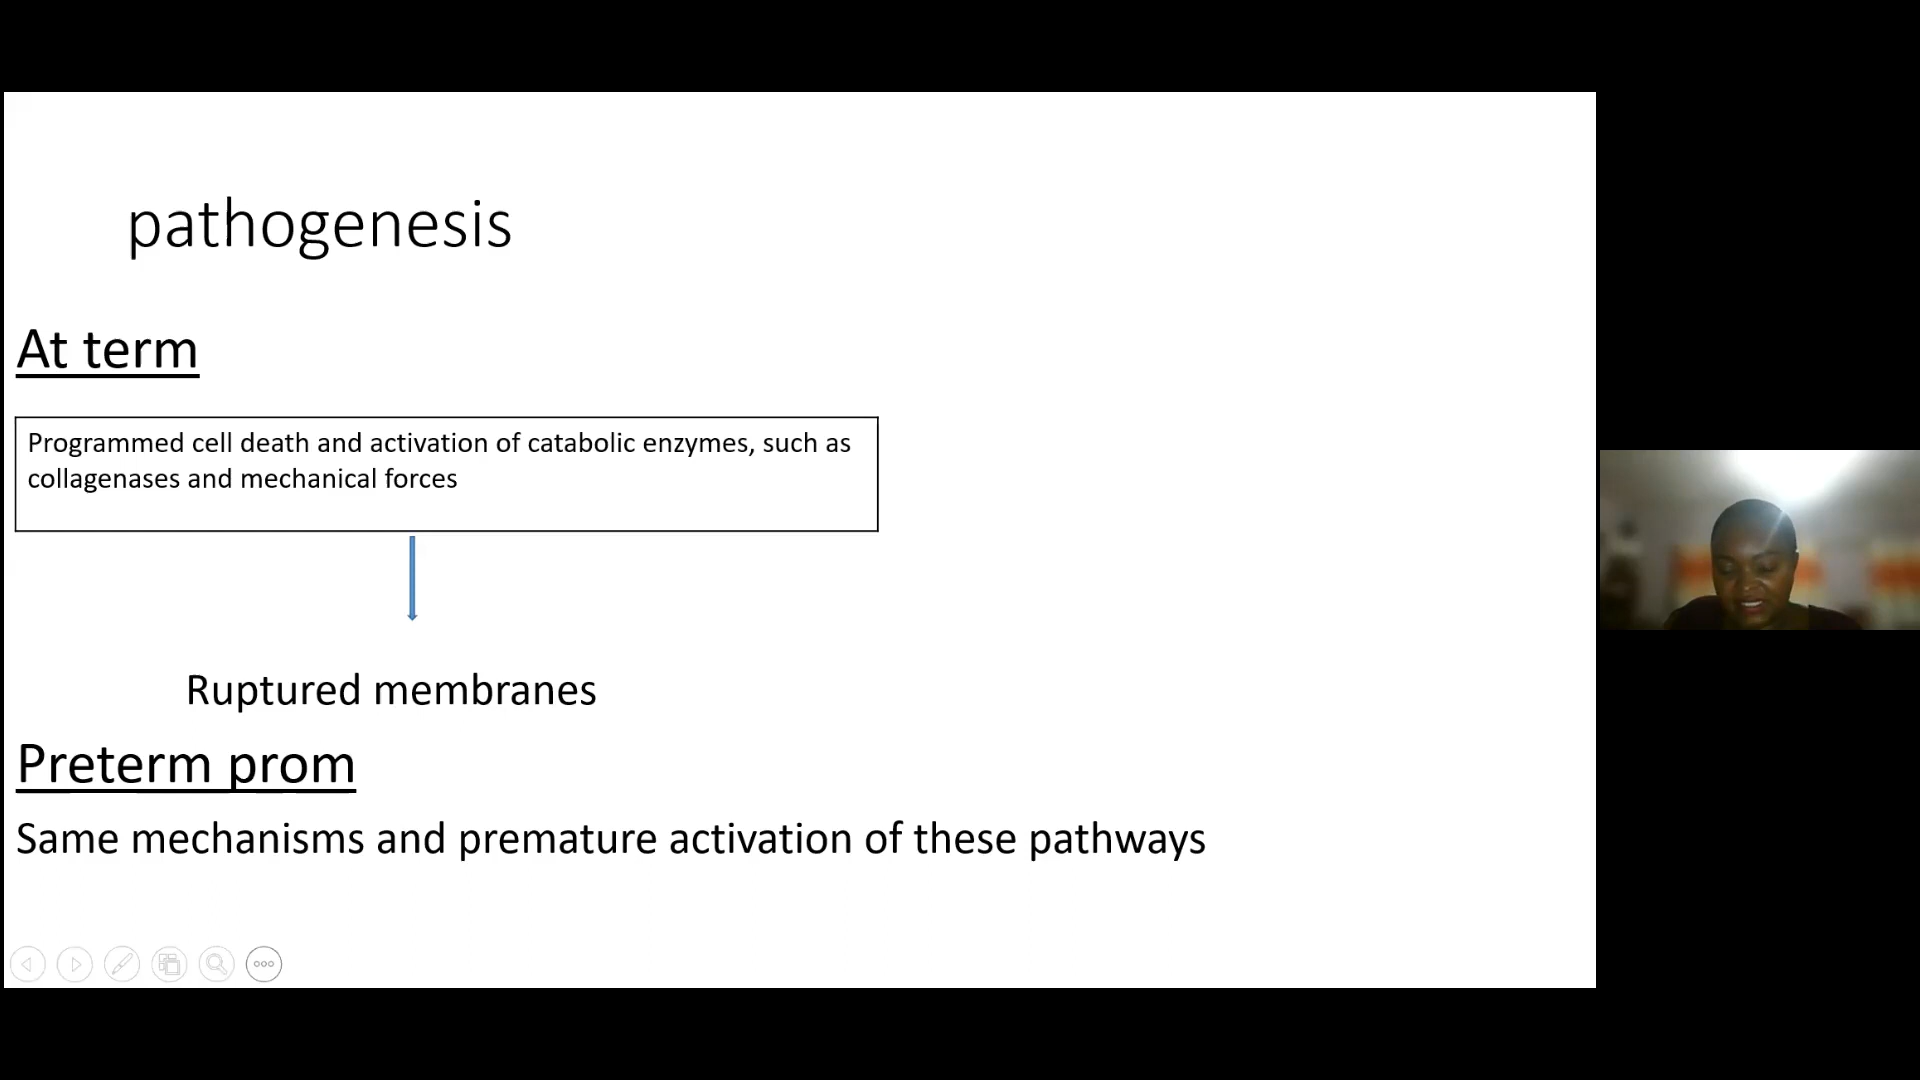 pathogenesis
At term
Programmed cell death and activation of catabolic enzymes, such as
collagenases and mechanical forces
Ruptured membranes
Preterm prom
Same mechanisms and premature activation of these pathways